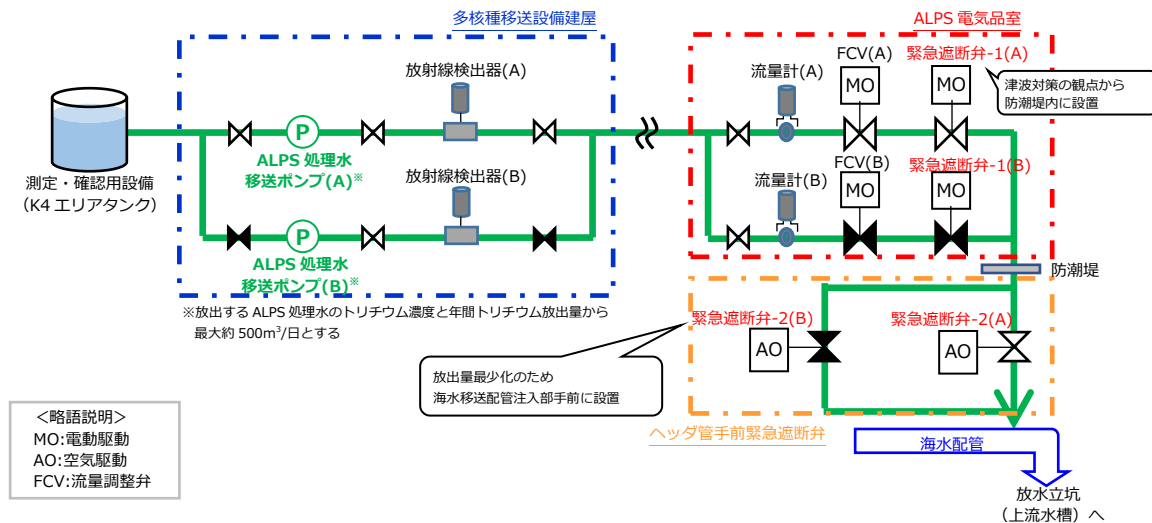 多核種移送設備建屋
ALPS 電気品室
放射線検出器(A)
流量計(A)
FCV(A)
緊急遮断弁-1(A)
MO
MO
津波対策の観点から
防潮堤内に設置
P
ALPS 処理水
移送ポンプ(A)※
測定・確認用設備
（K4 エリアタンク）
放射線検出器(B)
流量計(B)
FCV(B)
緊急遮断弁-1(B)
MO
MO
P
ALPS 処理水
移送ポンプ(B)※
防潮堤
※放出する ALPS 処理水のトリチウム濃度と年間トリチウム放出量から
最大約 500m³/日とする
緊急遮断弁-2(B)
緊急遮断弁-2(A)
AO
AO
放出量最少化のため
海水移送配管注入部手前に設置
＜略語説明＞
MO:電動駆動
AO:空気駆動
FCV:流量調整弁
ヘッダ管手前緊急遮断弁
海水配管
放水立坑
（上流水槽）へ